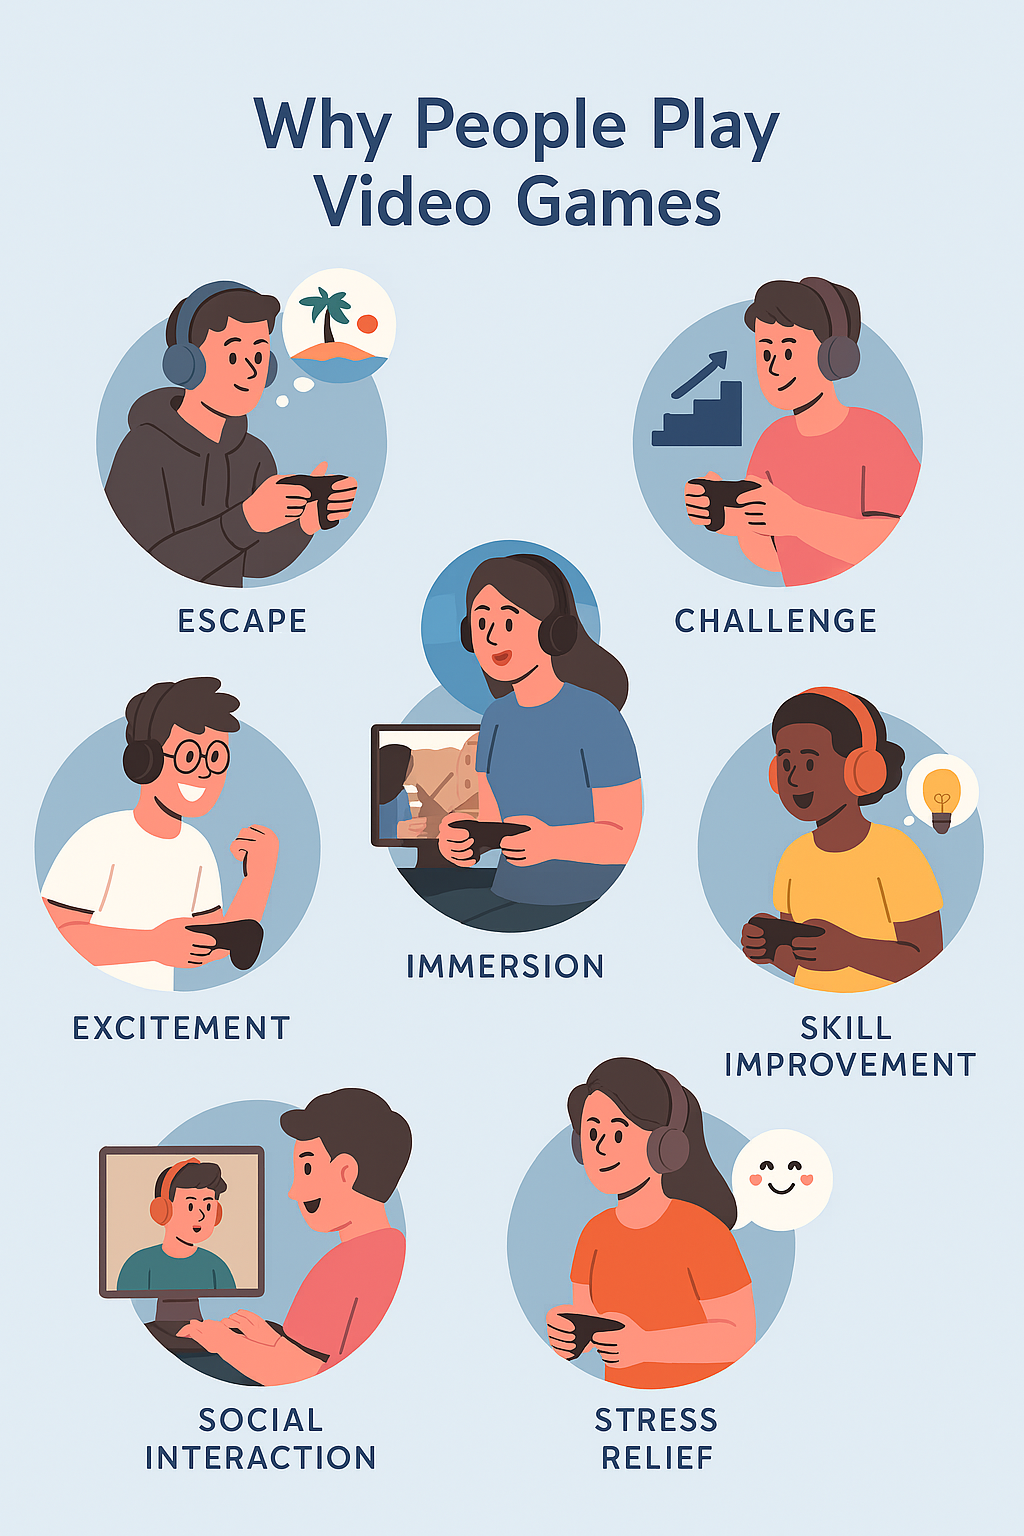 Why People Play
Video Games
ESCAPE
CHALLENGE
IMMERSION
EXCITEMENT
SKILL
IMPROVEMENT
SOCIAL
INTERACTION
STRESS
RELIEF